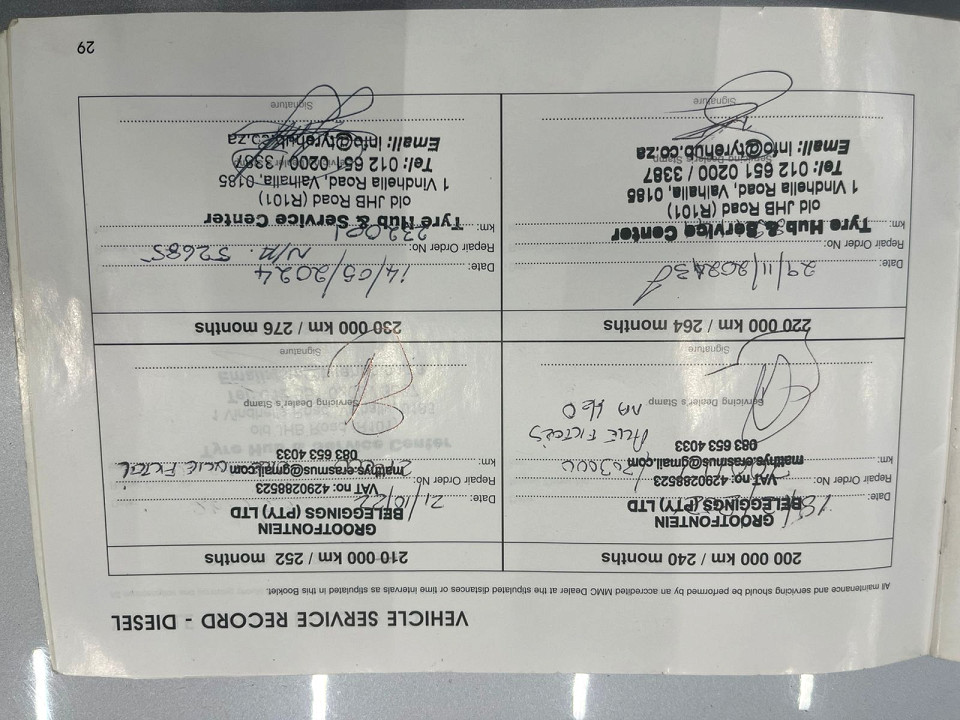 VEHICLE SERVICE RECORD - DIESEL
All maintenance and servicing should be performed by an accredited MMC Dealer at the stipulated distances or time intervals as stipulated in this Booklet.
200 000 km / 240 months
GROOTFONTEIN
BELEGGINGS (PTY) LTD
Date:
VAT no: 4290288523
Repair Order No:
matthys.erasmus@gmail.com
km: 203000
083 653 4033
Servicing Dealer's Stamp
Signature
210 000 km / 252 months
GROOTFONTEIN
BELEGGINGS (PTY) LTD
Date: 21/10/22
VAT no: 4290288523
Repair Order No:
matthys.erasmus@gmail.com
km:
083 653 4033
Servicing Dealer's Stamp
Signature
220 000 km / 264 months
Date: 29/11/2023
Repair Order No:
km:
Tyre Hub & Service Center
old JHB Road (R101)
1 Vindhella Road, Valhalla, 0185
Tel: 012 651 0200 / 3387
Servicing Dealer's Stamp
Email: info@tyrehub.co.za
Signature
230 000 km / 276 months
Date: 14/05/2024
Repair Order No: N/A. 52685
km: 232001
Tyre Hub & Service Center
old JHB Road (R101)
1 Vindhella Road, Valhalla, 0185
Tel: 012 651 0200 3387
Email: info@tyrehub.co.za
Signature
29